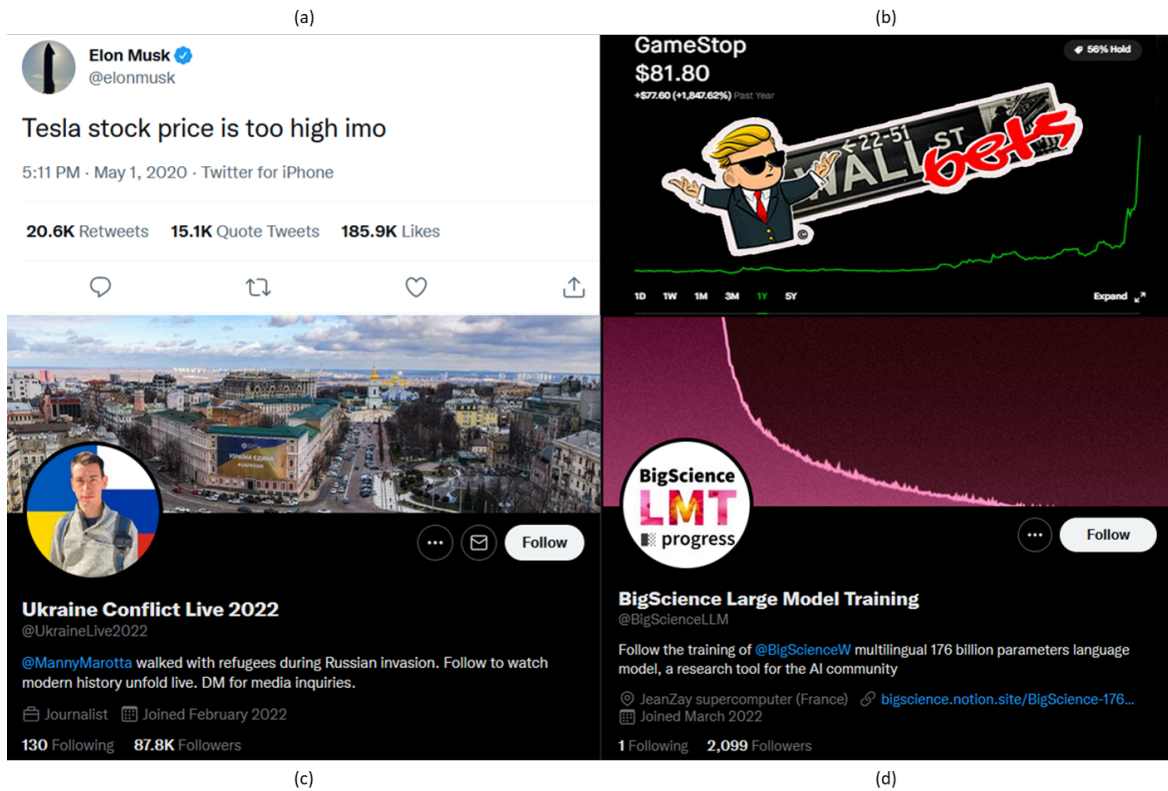 (a)
(b)
Elon Musk
@elonmusk
Tesla stock price is too high imo
5:11 PM · May 1, 2020 · Twitter for iPhone
20.6K Retweets 15.1K Quote Tweets 185.9K Likes
GameStop
56% Hold
$81.80
+$77.60 (+1,847.62%) Past Year
←22-51
WALL ST
bets
©
1D 1W 1M 3M 1Y 5Y
Expand
УКРАЇНА ЄДИНА
Follow
Ukraine Conflict Live 2022
@UkraineLive2022
@MannyMarotta walked with refugees during Russian invasion. Follow to watch
modern history unfold live. DM for media inquiries.
Journalist Joined February 2022
130 Following 87.8K Followers
BigScience
LMT
progress
Follow
BigScience Large Model Training
@BigScienceLLM
Follow the training of @BigScienceW multilingual 176 billion parameters language
model, a research tool for the AI community
JeanZay supercomputer (France) bigscience.notion.site/BigScience-176...
Joined March 2022
1 Following 2,099 Followers
(c)
(d)